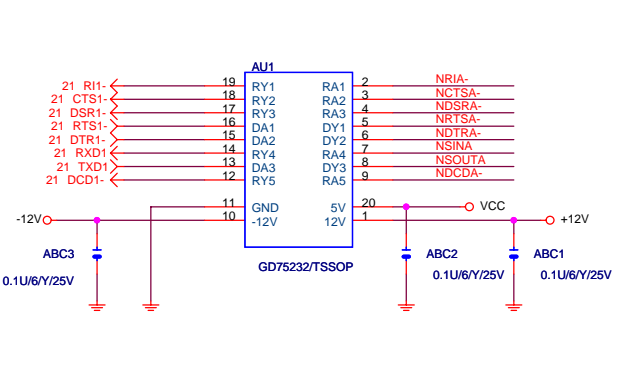 AU1
21 RI1- 19 RY1 RA1 2 NRIA-
21 CTS1- 18 RY2 RA2 3 NCTSA-
21 DSR1- 17 RY3 RA3 4 NDSRA-
21 RTS1- 16 DA1 DY1 5 NRTSA-
21 DTR1- 15 DA2 DY2 6 NDTRA-
21 RXD1 14 RY4 RA4 7 NSINA
21 TXD1 13 DA3 DY3 8 NSOUTA
21 DCD1- 12 RY5 RA5 9 NDCDA-
11 GND 5V 20 VCC
-12V 10 -12V 12V 1 +12V
ABC3 ABC2 ABC1
GD75232/TSSOP
0.1U/6/Y/25V 0.1U/6/Y/25V 0.1U/6/Y/25V